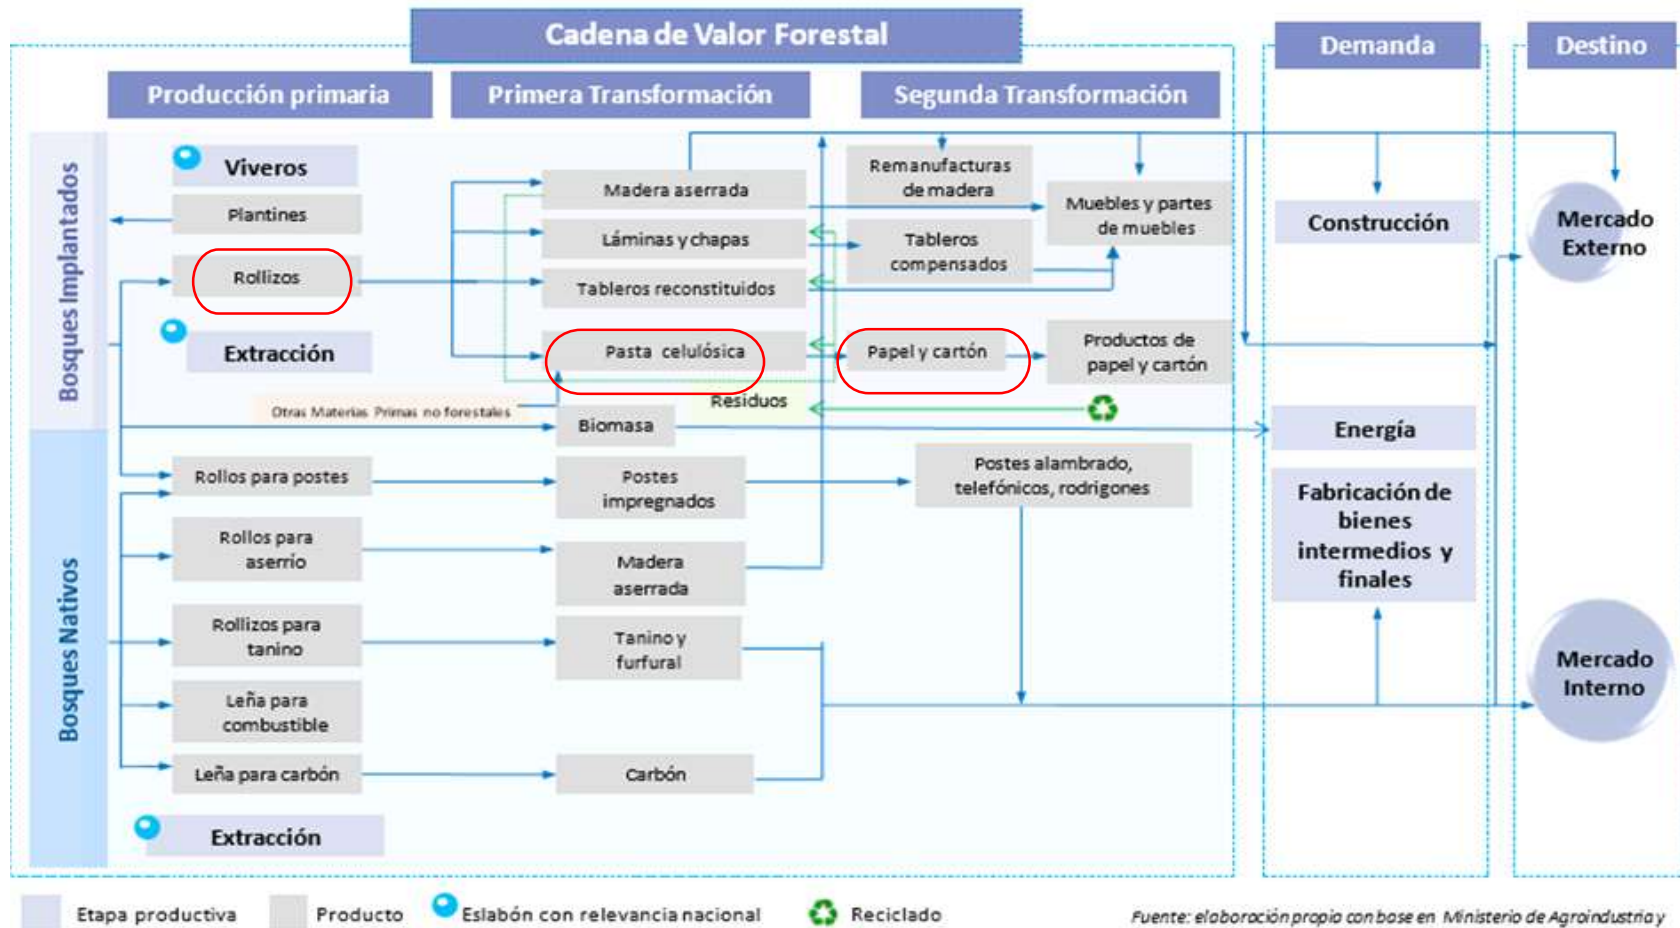 Cadena de Valor Forestal
Demanda
Destino
Producción primaria
Primera Transformación
Segunda Transformación
Bosques Implantados
Viveros
Plantines
Rollizos
Extracción
Madera aserrada
Láminas y chapas
Tableros reconstituidos
Pasta celulósica
Otras Materias Primas no forestales
Biomasa
Remanufacturas
de madera
Tableros
compensados
Muebles y partes
de muebles
Papel y cartón
Productos de
papel y cartón
Residuos
Construcción
Energía
Fabricación de
bienes
intermedios y
finales
Mercado
Externo
Mercado
Interno
Bosques Nativos
Rollos para postes
Postes
impregnados
Postes alambrado,
telefónicos, rodrigones
Rollos para
aserrío
Madera
aserrada
Rollizos para
tanino
Tanino y
furfural
Leña para
combustible
Leña para carbón
Carbón
Extracción
Etapa productiva
Producto
Eslabón con relevancia nacional
Reciclado
Fuente: elaboración propia con base en Ministerio de Agroindustria y